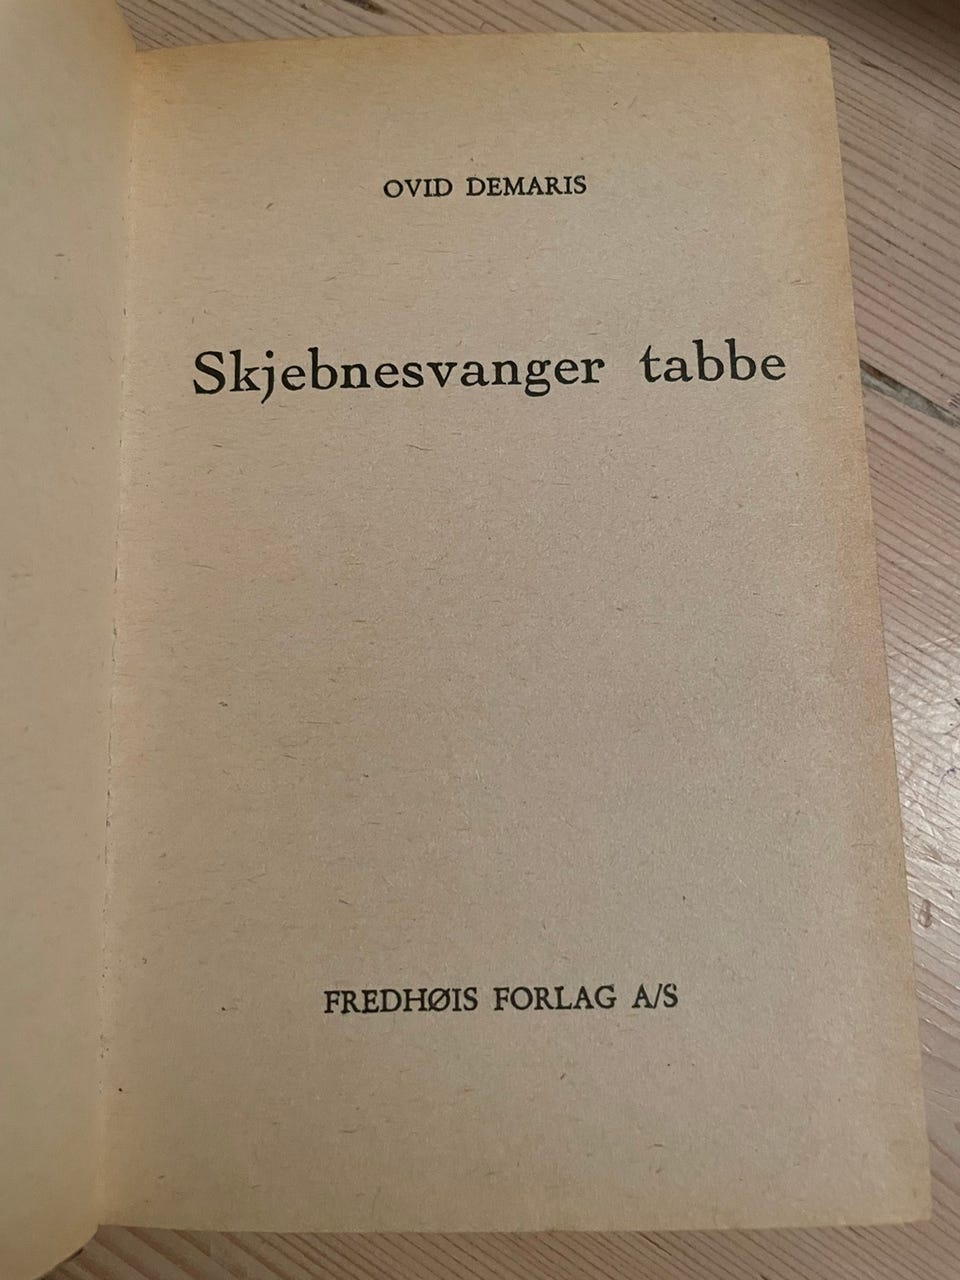 OVID DEMARIS
Skjebnesvanger tabbe
FREDHØIS FORLAG A/S